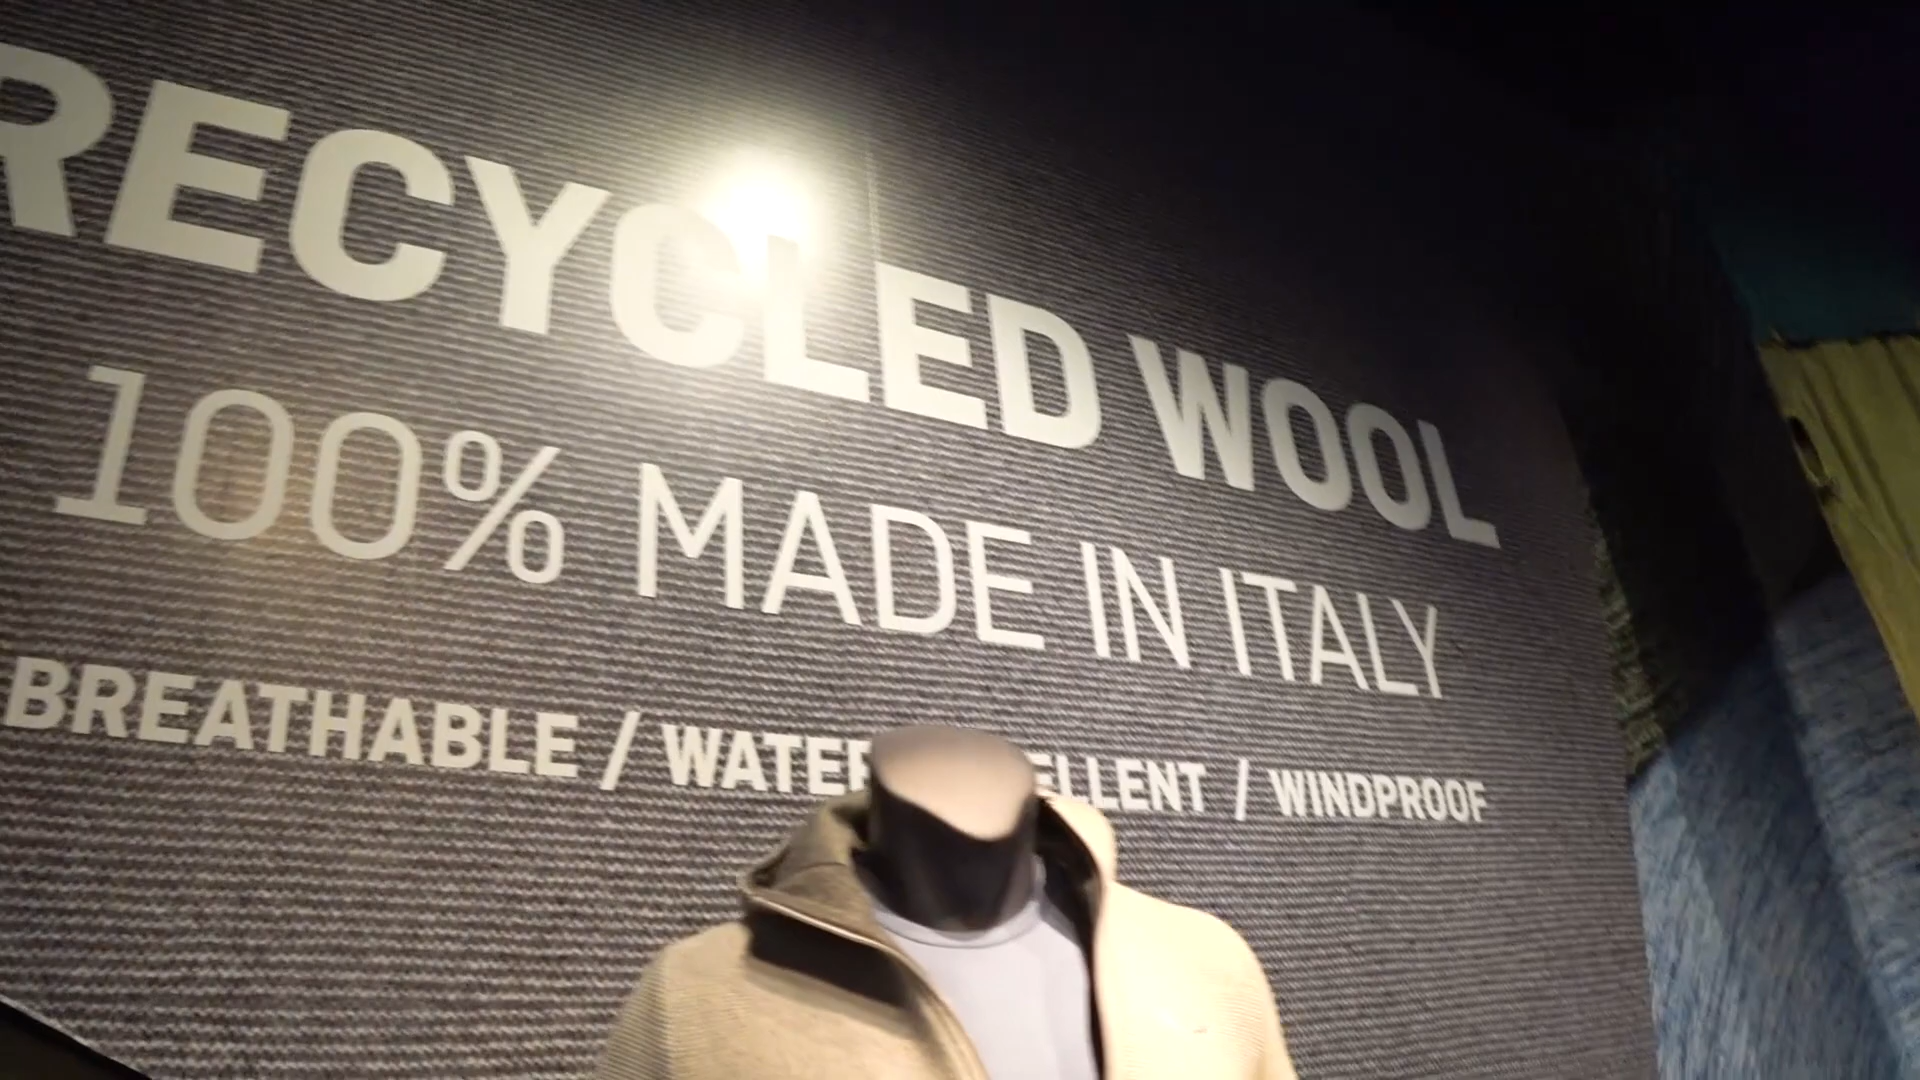 RECYCLED WOOL
100% MADE IN ITALY
BREATHABLE / WATER ELLENT / WINDPROOF